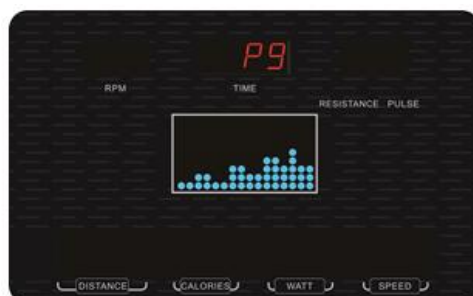 P9
RPM
TIME
RESISTANCE PULSE
DISTANCE
CALORIES
WATT
SPEED